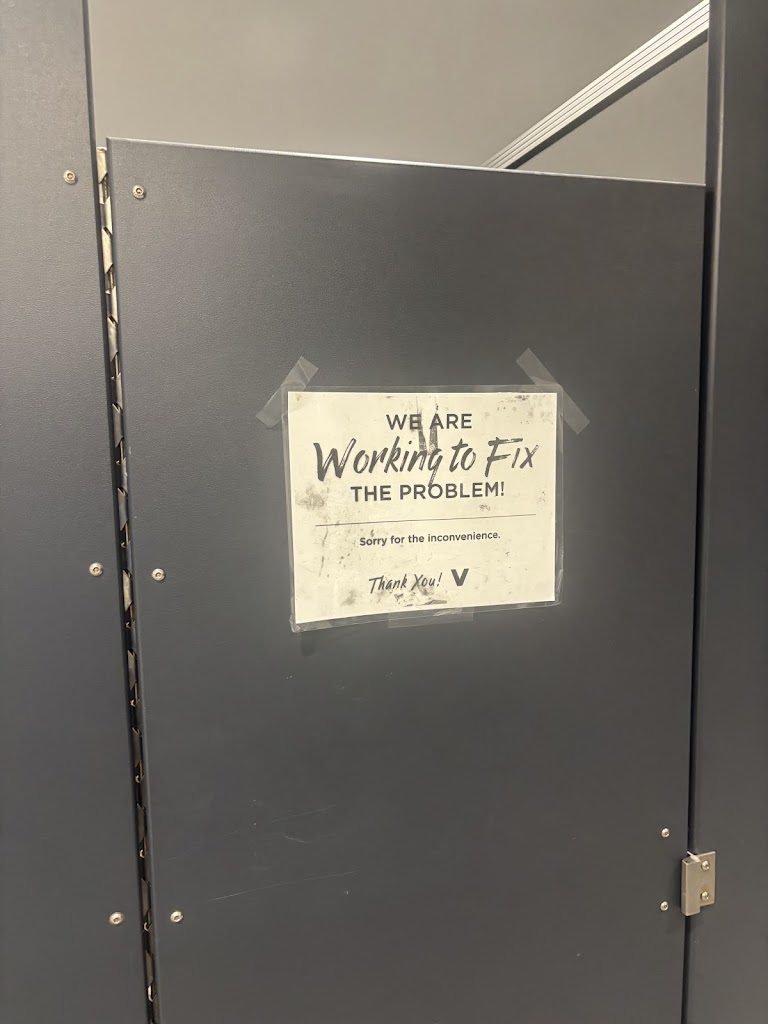 WE ARE
Working to Fix
THE PROBLEM!
Sorry for the inconvenience.
Thank You! V